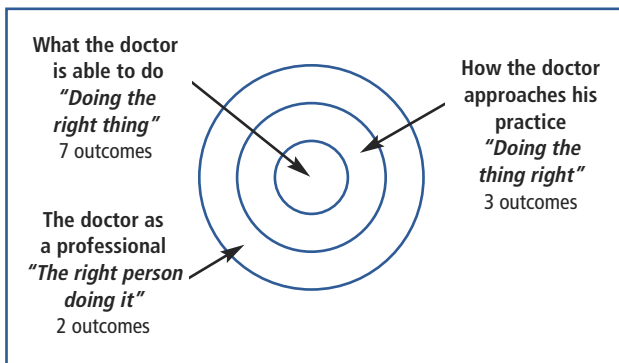 What the doctor
is able to do
“Doing the
right thing”
7 outcomes
How the doctor
approaches his
practice
“Doing the
thing right”
3 outcomes
The doctor as
a professional
“The right person
doing it”
2 outcomes